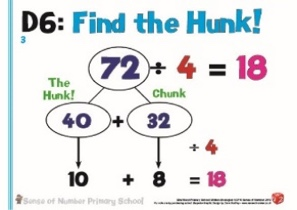 D6: Find the Hunk!
3
72 ÷ 4 = 18
The Hunk!
Chunk
40 + 32
÷ 4
10 + 8 = 18
Sense of Number Primary School